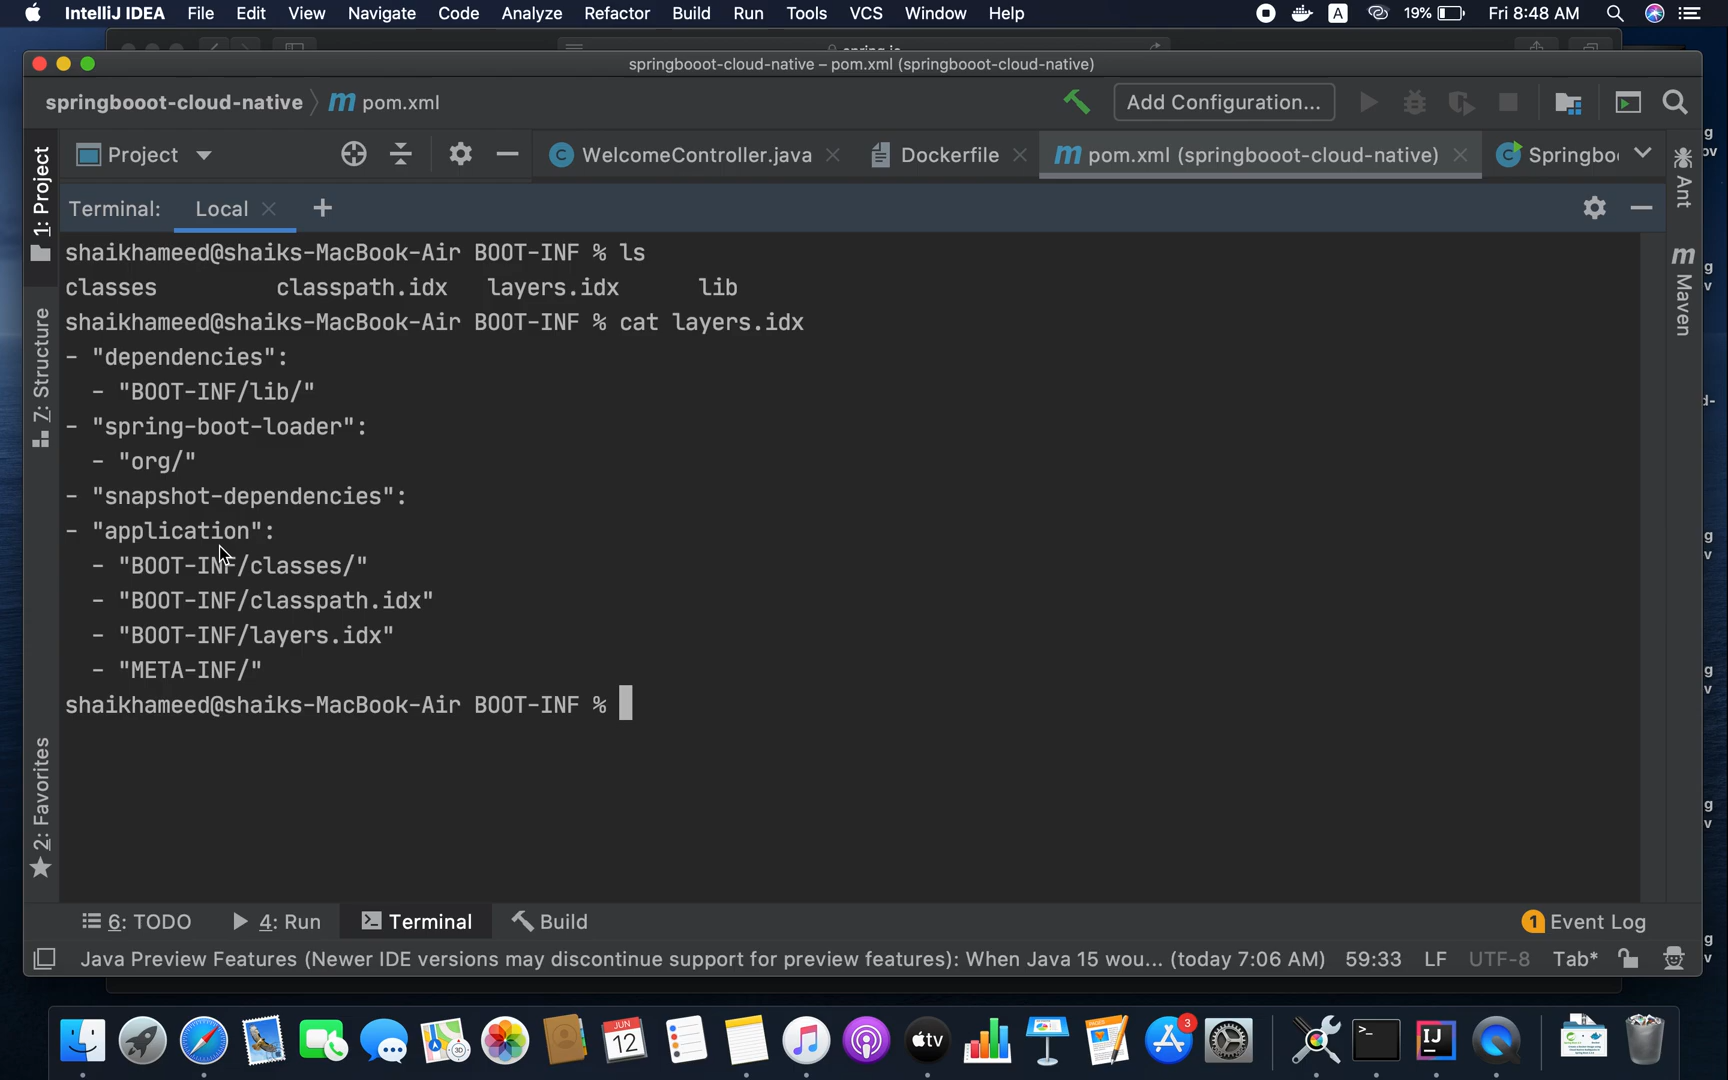 IntelliJ IDEA File Edit View Navigate Code Analyze Refactor Build Run Tools VCS Window Help A 19% Fri 8:48 AM
springbooot-cloud-native – pom.xml (springbooot-cloud-native)
springbooot-cloud-native m pom.xml Add Configuration...
Project C WelcomeController.java Dockerfile m pom.xml (springbooot-cloud-native) C Springbo
Terminal: Local +
shaikhameed@shaiks-MacBook-Air BOOT-INF % ls
classes classpath.idx layers.idx lib
shaikhameed@shaiks-MacBook-Air BOOT-INF % cat layers.idx
- "dependencies":
- "BOOT-INF/lib/"
- "spring-boot-loader":
- "org/"
- "snapshot-dependencies":
- "application":
- "BOOT-INF/classes/"
- "BOOT-INF/classpath.idx"
- "BOOT-INF/layers.idx"
- "META-INF/"
shaikhameed@shaiks-MacBook-Air BOOT-INF %
1: Project
7: Structure
2: Favorites
Ant
m Maven
6: TODO 4: Run Terminal Build 1 Event Log
Java Preview Features (Newer IDE versions may discontinue support for preview features): When Java 15 wou... (today 7:06 AM) 59:33 LF UTF-8 Tab*
JUN
12
3D
tv
3
IJ